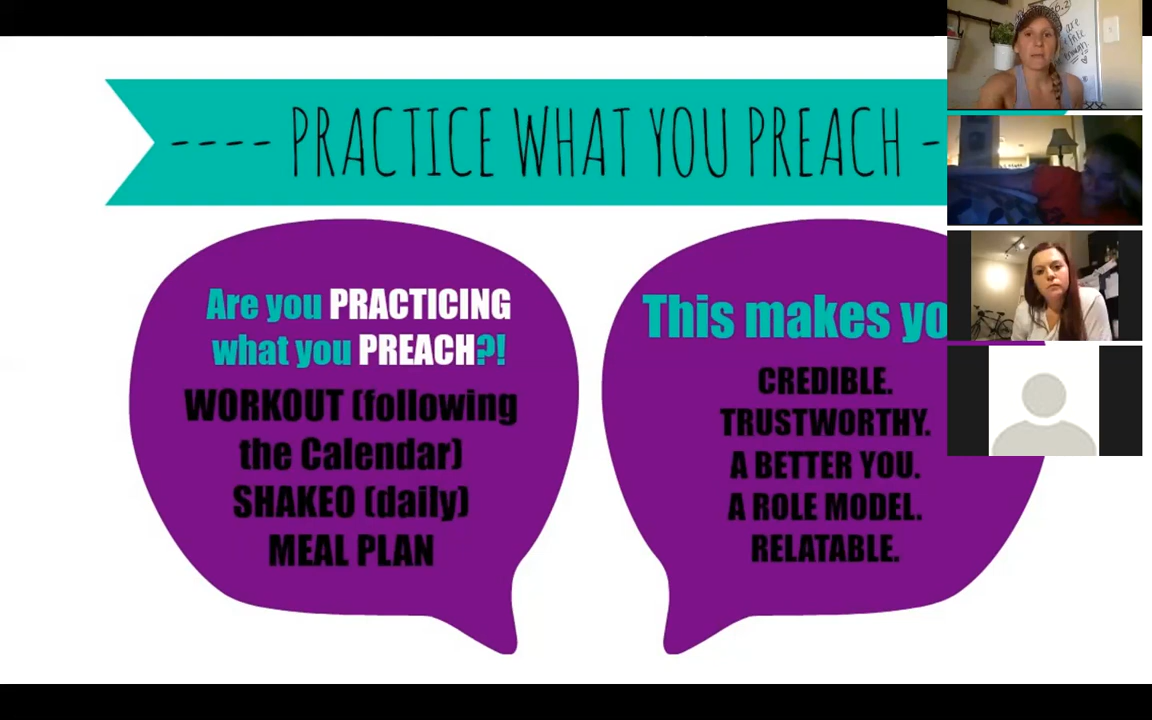 ---- PRACTICE WHAT YOU PREACH -
Are you PRACTICING
what you PREACH?!
WORKOUT (following
the Calendar)
SHAKEO (daily)
MEAL PLAN
This makes yo
CREDIBLE.
TRUSTWORTHY.
A BETTER YOU.
A ROLE MODEL.
RELATABLE.
are